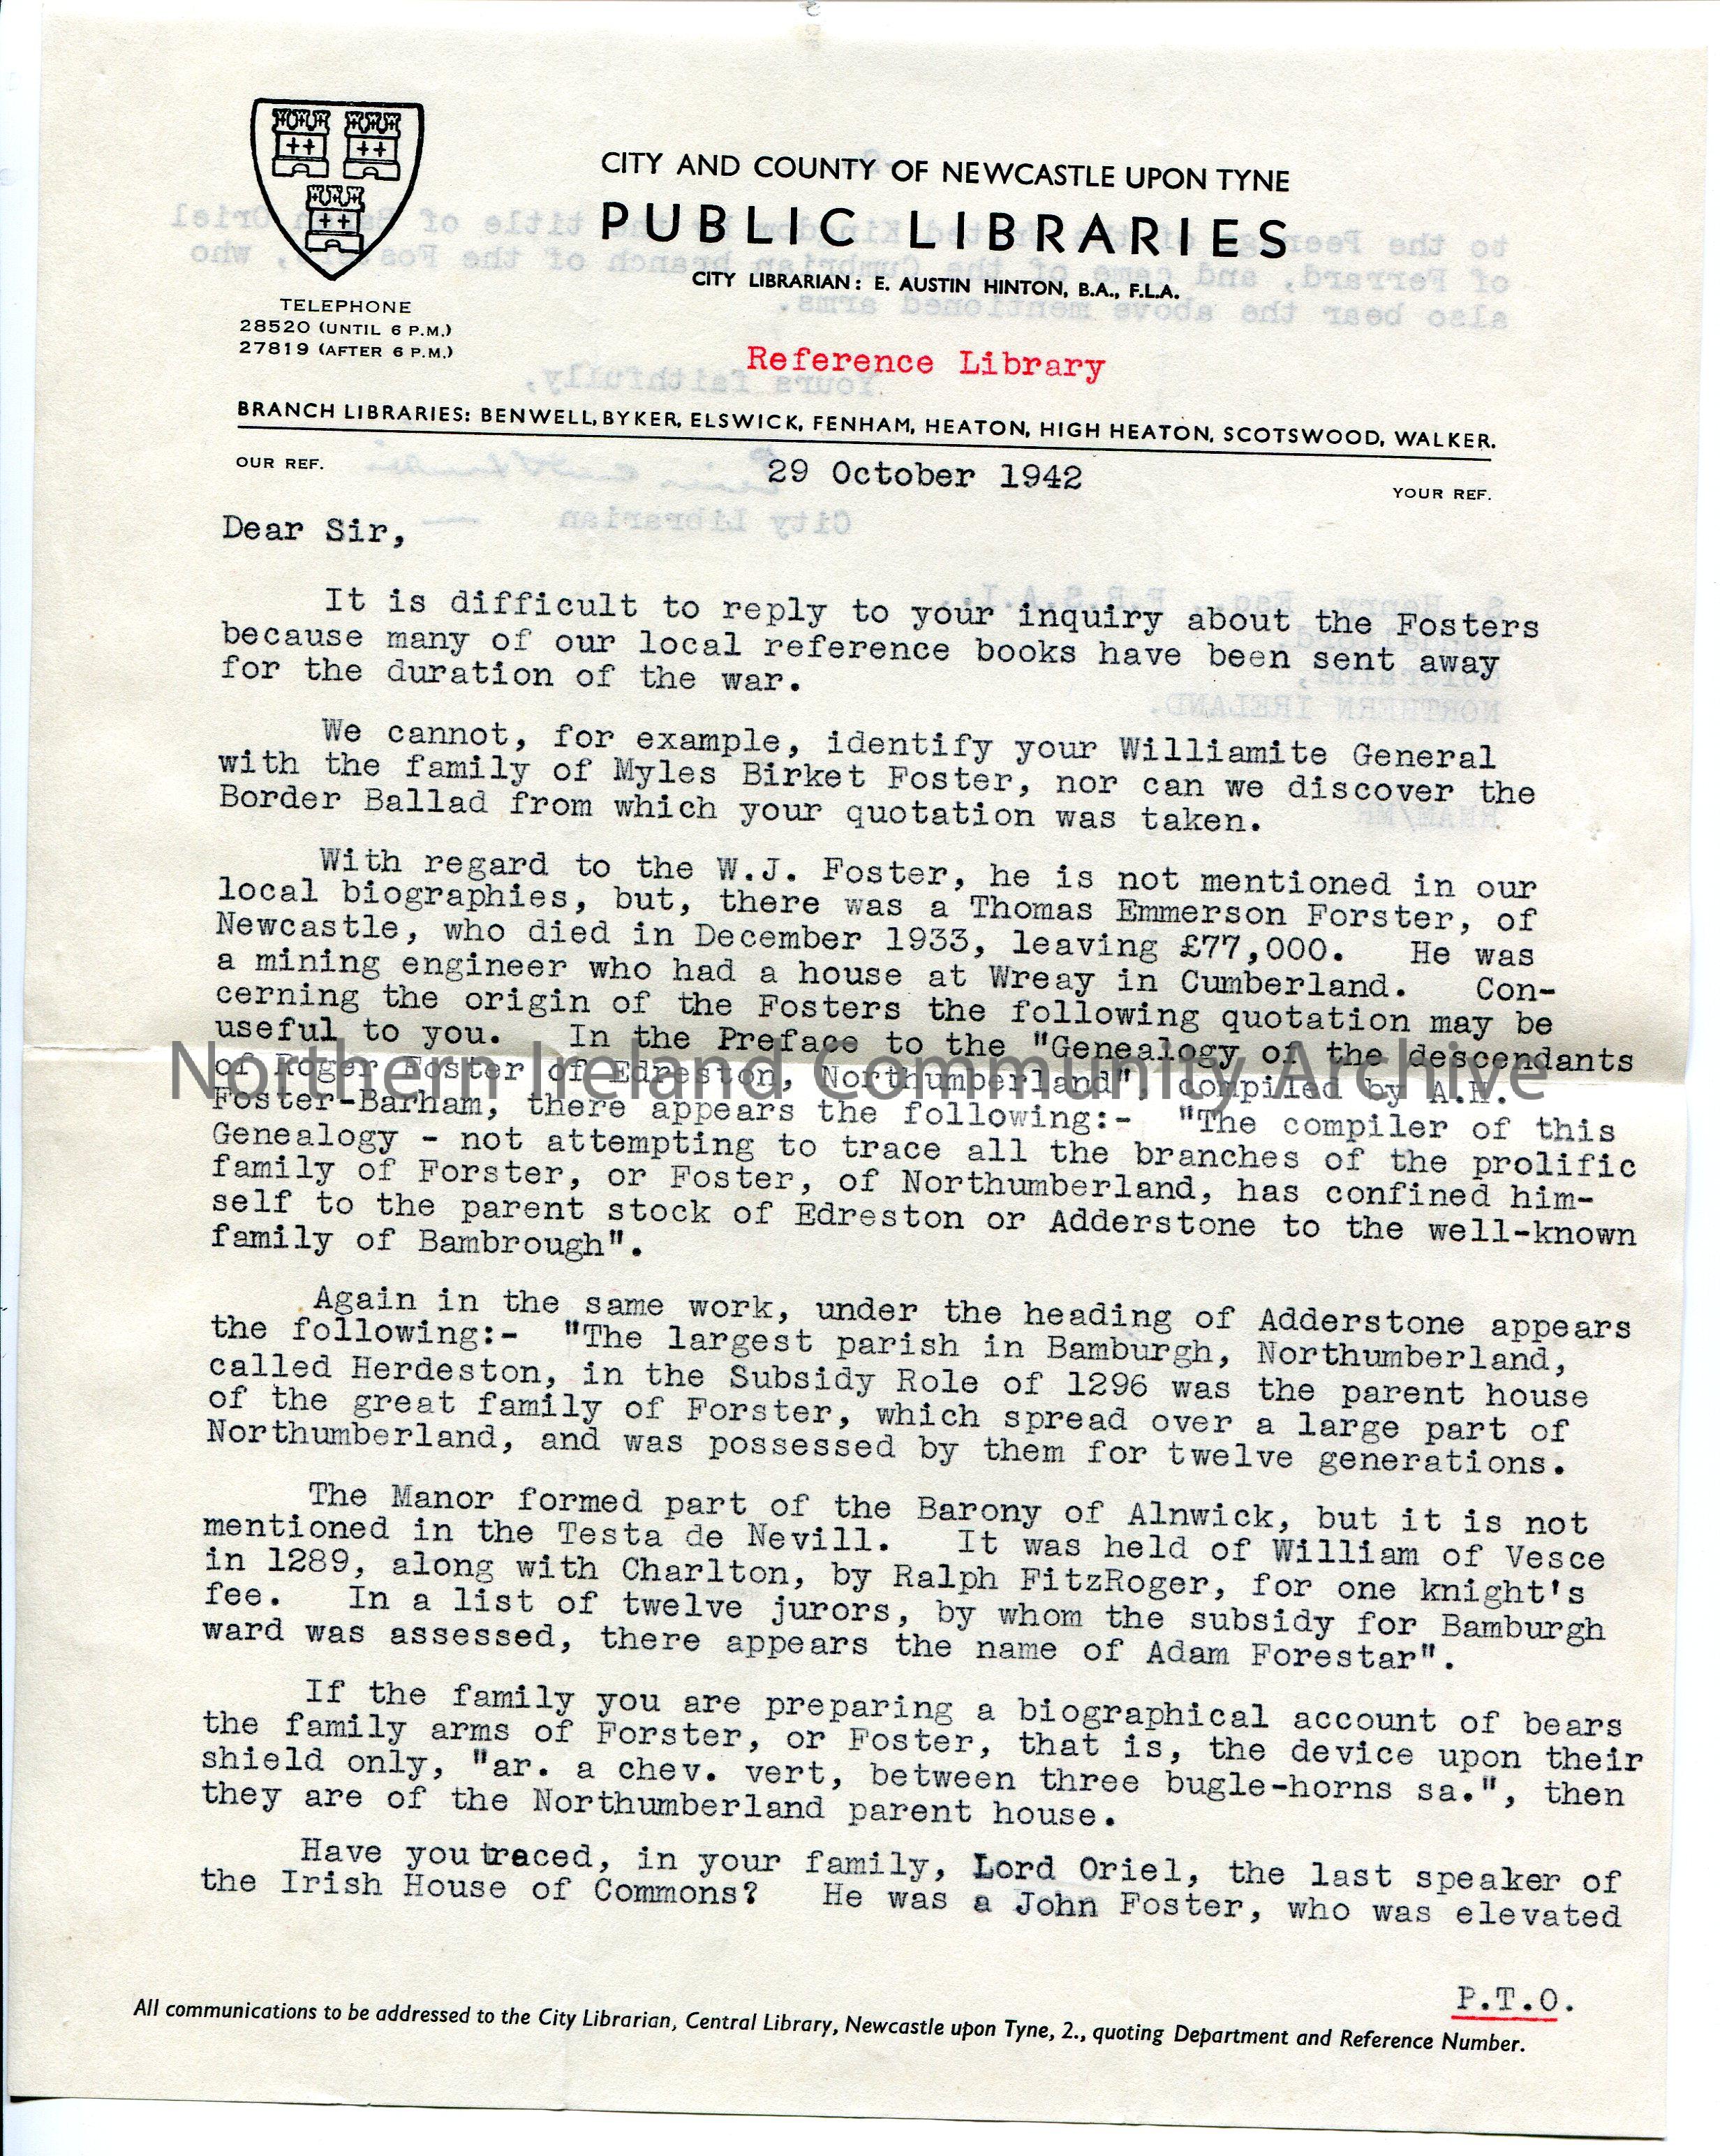 CITY AND COUNTY OF NEWCASTLE UPON TYNE
PUBLIC LIBRARIES
CITY LIBRARIAN: E. AUSTIN HINTON, B.A., F.L.A.
TELEPHONE
28520 (UNTIL 6 P.M.)
27819 (AFTER 6 P.M.)
Reference Library
BRANCH LIBRARIES: BENWELL, BYKER, ELSWICK, FENHAM, HEATON, HIGH HEATON, SCOTSWOOD, WALKER.
OUR REF.
29 October 1942
YOUR REF.
Dear Sir,
It is difficult to reply to your inquiry about the Fosters
because many of our local reference books have been sent away
for the duration of the war.
We cannot, for example, identify your Williamite General
with the family of Myles Birket Foster, nor can we discover the
Border Ballad from which your quotation was taken.
With regard to the W.J. Foster, he is not mentioned in our
local biographies, but, there was a Thomas Emmerson Forster, of
Newcastle, who died in December 1933, leaving £77,000. He was
a mining engineer who had a house at Wreay in Cumberland. Con-
cerning the origin of the Fosters the following quotation may be
useful to you. In the Preface to the "Genealogy of the descendants
of Roger Foster of Edreston, Northumberland", compiled by A.H.
Foster-Barham, there appears the following:- "The compiler of this
Genealogy - not attempting to trace all the branches of the prolific
family of Forster, or Foster, of Northumberland, has confined him-
self to the parent stock of Edreston or Adderstone to the well-known
family of Bambrough".
Again in the same work, under the heading of Adderstone appears
the following:- "The largest parish in Bamburgh, Northumberland,
called Herdeston, in the Subsidy Role of 1296 was the parent house
of the great family of Forster, which spread over a large part of
Northumberland, and was possessed by them for twelve generations.
The Manor formed part of the Barony of Alnwick, but it is not
mentioned in the Testa de Nevill. It was held of William of Vesce
in 1289, along with Charlton, by Ralph FitzRoger, for one knight's
fee. In a list of twelve jurors, by whom the subsidy for Bamburgh
ward was assessed, there appears the name of Adam Forestar".
If the family you are preparing a biographical account of bears
the family arms of Forster, or Foster, that is, the device upon their
shield only, "ar. a chev. vert, between three bugle-horns sa.", then
they are of the Northumberland parent house.
Have you traced, in your family, Lord Oriel, the last speaker of
the Irish House of Commons? He was a John Foster, who was elevated
P.T.O.
All communications to be addressed to the City Librarian, Central Library, Newcastle upon Tyne, 2., quoting Department and Reference Number.
Northern Ireland Community Archive